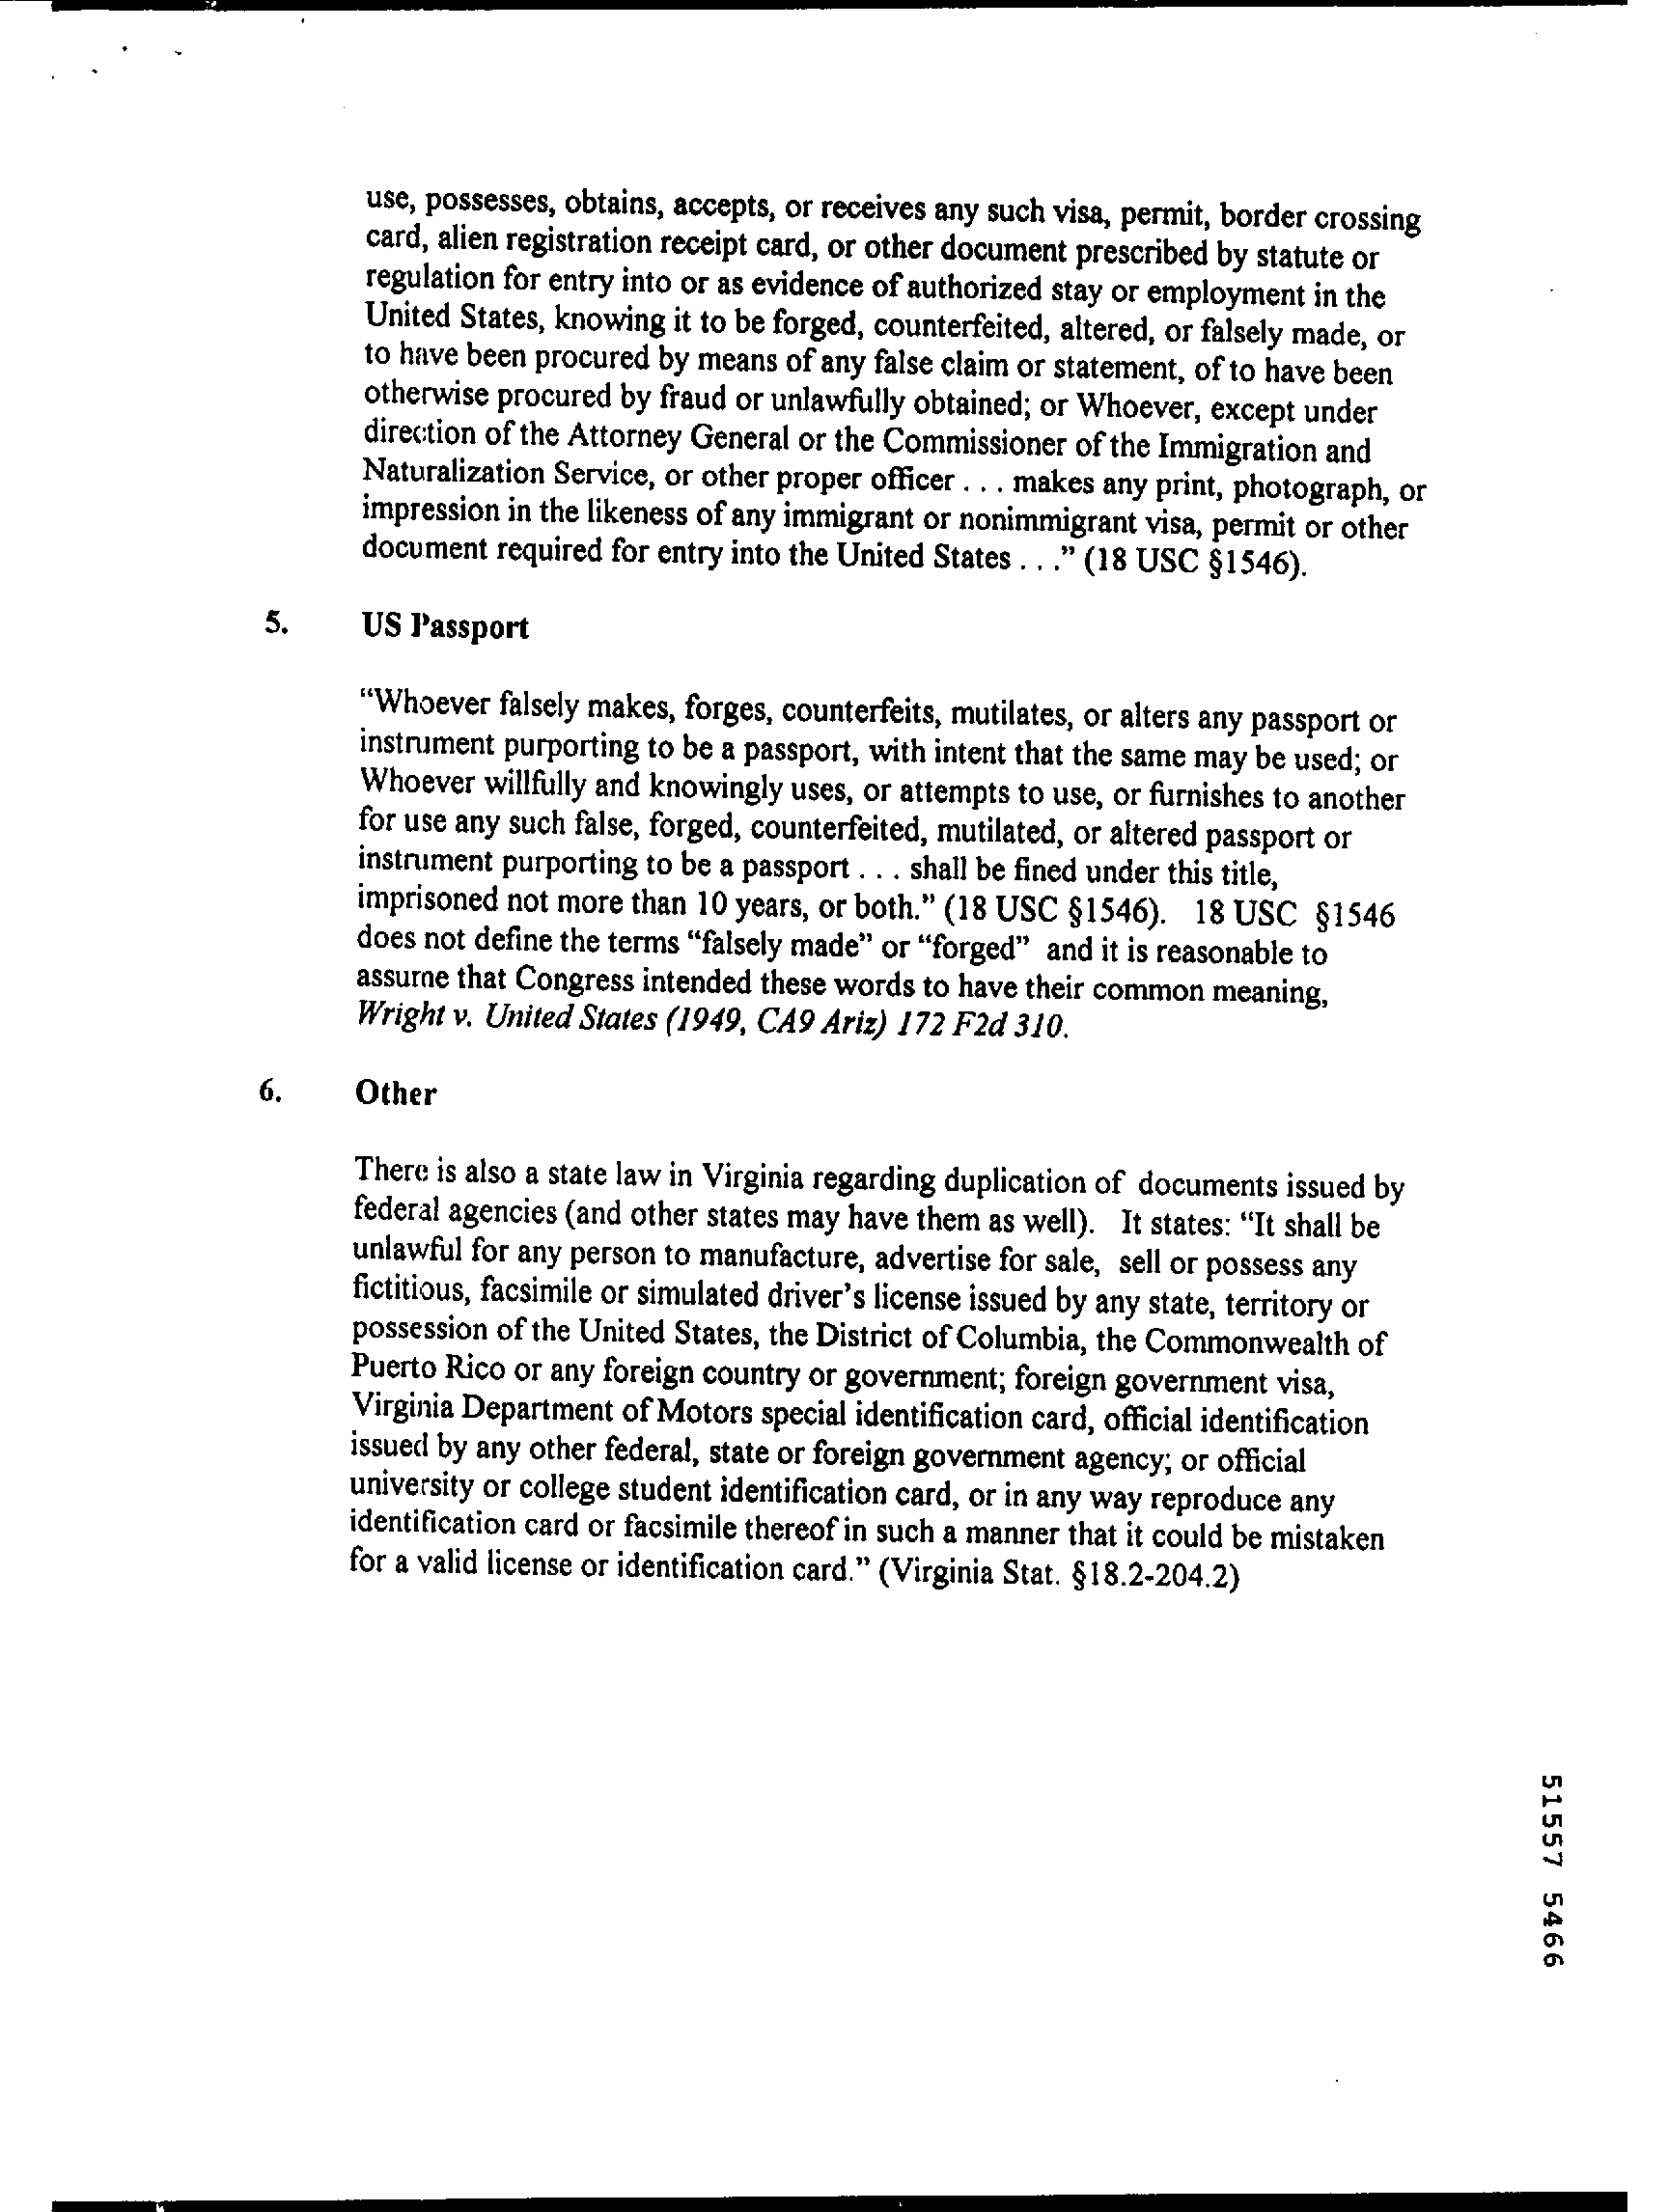 use, possesses, obtains, accepts, or receives any such visa, permit, border crossing
card, alien registration receipt card, or other document prescribed by statute or
regulation for entry into or as evidence of authorized stay or employment in the
United States, knowing it to be forged, counterfeited, altered, or falsely made, or
to have been procured by means of any false claim or statement, of to have been
otherwise procured by fraud or unlawfully obtained; or Whoever, except under
direction of the Attorney General or the Commissioner of the Immigration and
Naturalization Service, or other proper officer . . . makes any print, photograph, or
impression in the likeness of any immigrant or nonimmigrant visa, permit or other
document required for entry into the United States . . .” (18 USC §1546).
5. US Passport
“Whoever falsely makes, forges, counterfeits, mutilates, or alters any passport or
instrument purporting to be a passport, with intent that the same may be used; or
Whoever willfully and knowingly uses, or attempts to use, or furnishes to another
for use any such false, forged, counterfeited, mutilated, or altered passport or
instrument purporting to be a passport . . . shall be fined under this title,
imprisoned not more than 10 years, or both.” (18 USC §1546). 18 USC §1546
does not define the terms “falsely made” or “forged” and it is reasonable to
assume that Congress intended these words to have their common meaning,
Wright v. United States (1949, CA9 Ariz) 172 F2d 310.
6. Other
There is also a state law in Virginia regarding duplication of documents issued by
federal agencies (and other states may have them as well). It states: “It shall be
unlawful for any person to manufacture, advertise for sale, sell or possess any
fictitious, facsimile or simulated driver’s license issued by any state, territory or
possession of the United States, the District of Columbia, the Commonwealth of
Puerto Rico or any foreign country or government; foreign government visa,
Virginia Department of Motors special identification card, official identification
issued by any other federal, state or foreign government agency; or official
university or college student identification card, or in any way reproduce any
identification card or facsimile thereof in such a manner that it could be mistaken
for a valid license or identification card.” (Virginia Stat. §18.2-204.2)
51557 5466